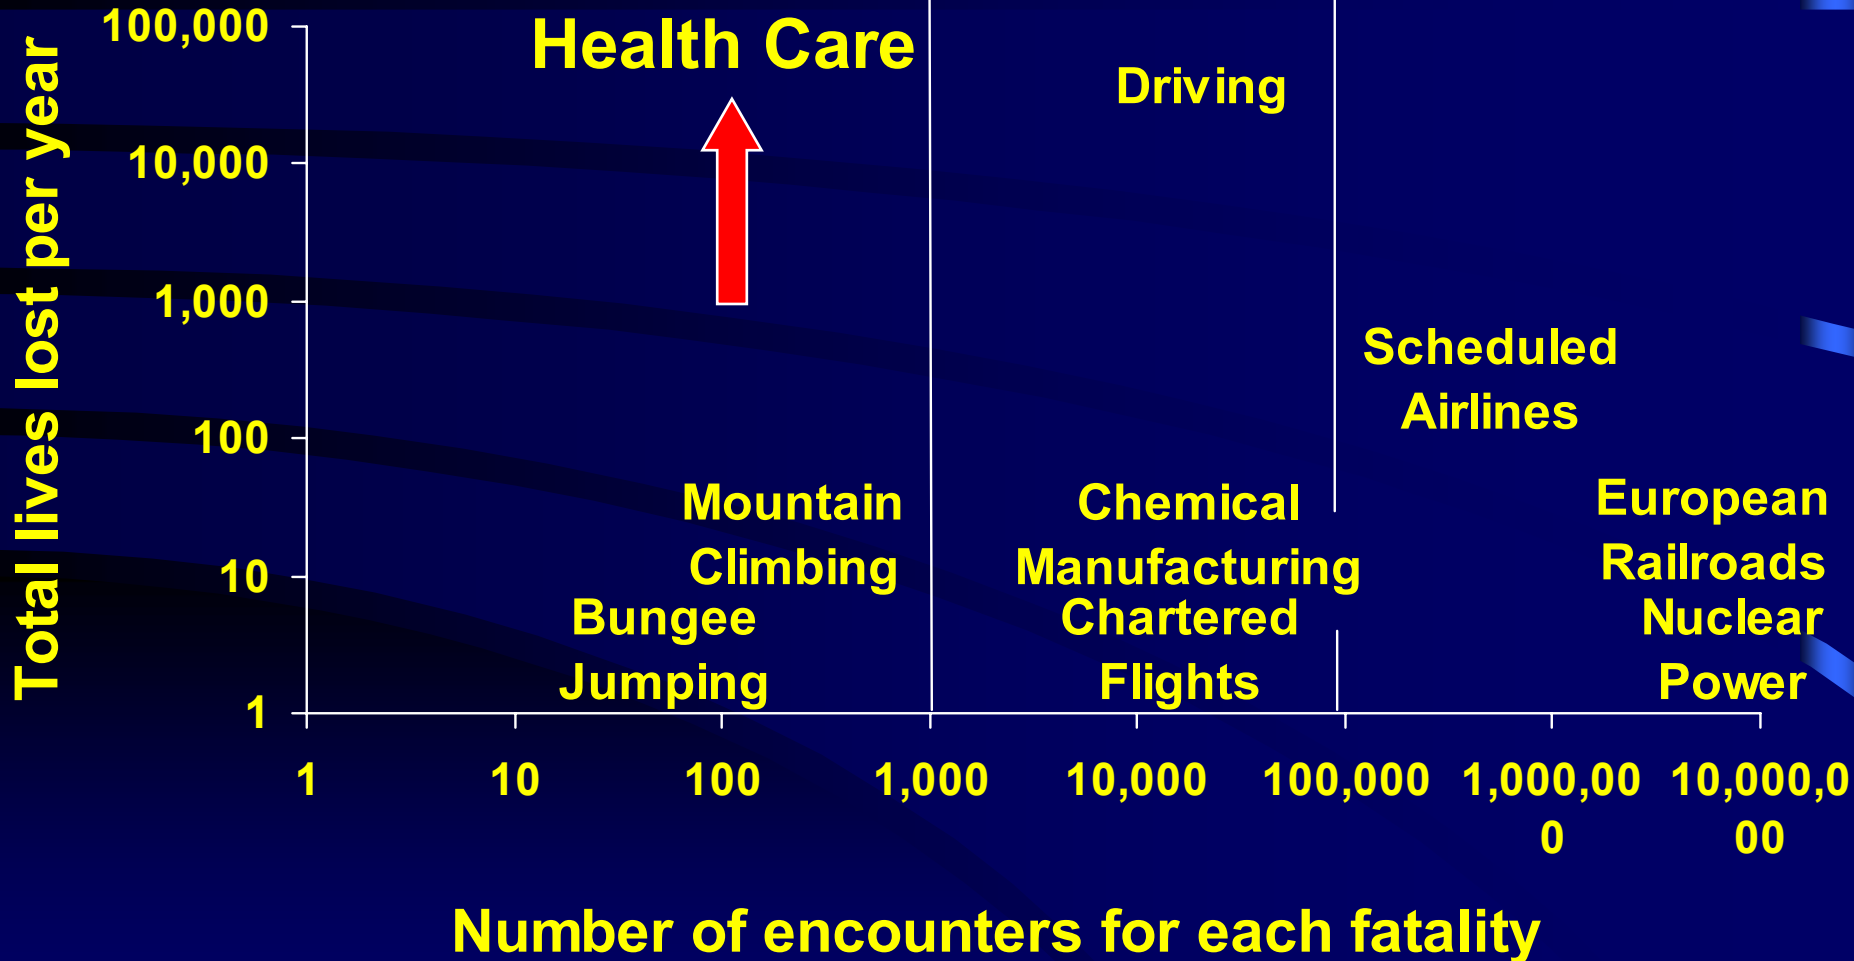 Total lives lost per year
100,000
10,000
1,000
100
10
1
Health Care
Driving
Scheduled
Airlines
Mountain
Climbing
Chemical
Manufacturing
European
Railroads
Bungee
Jumping
Chartered
Flights
Nuclear
Power
1
10
100
1,000
10,000
100,000
1,000,00
0
10,000,0
00
Number of encounters for each fatality